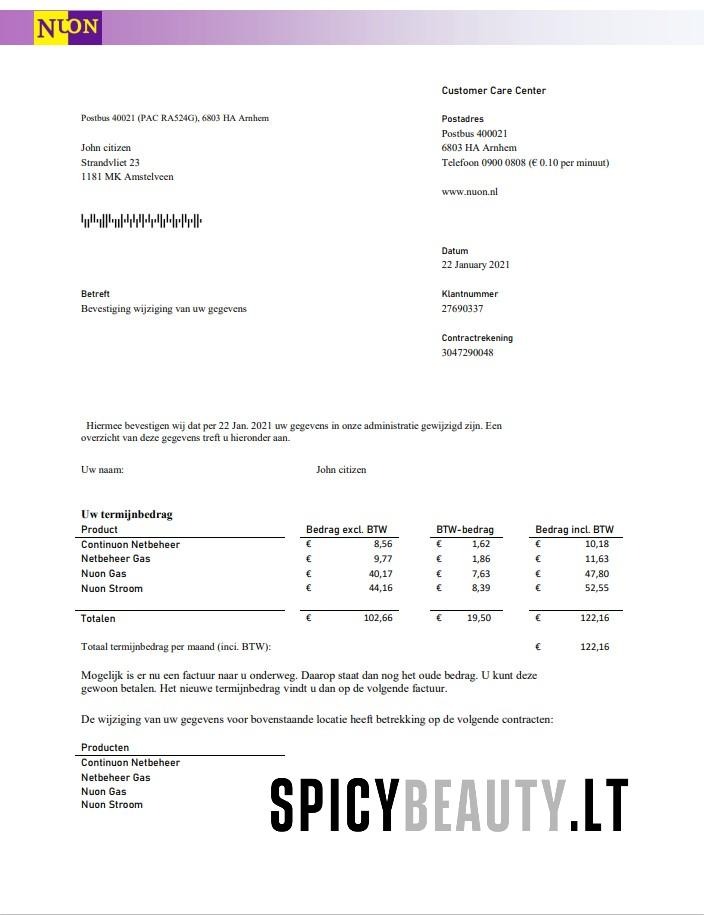 NUON
Customer Care Center
Postbus 40021 (PAC RA524G), 6803 HA Arnhem
Postadres
Postbus 400021
John citizen
6803 HA Arnhem
Strandvliet 23
Telefoon 0900 0808 (€ 0.10 per minuut)
1181 MK Amstelveen
www.nuon.nl
Datum
22 January 2021
Betreft
Klantnummer
Bevestiging wijziging van uw gegevens
27690337
Contractrekening
3047290048
Hiermee bevestigen wij dat per 22 Jan. 2021 uw gegevens in onze administratie gewijzigd zijn. Een
overzicht van deze gegevens treft u hieronder aan.
Uw naam: John citizen
Uw termijnbedrag
Product Bedrag excl. BTW BTW-bedrag Bedrag incl. BTW
Continuon Netbeheer € 8,56 € 1,62 € 10,18
Netbeheer Gas € 9,77 € 1,86 € 11,63
Nuon Gas € 40,17 € 7,63 € 47,80
Nuon Stroom € 44,16 € 8,39 € 52,55
Totalen € 102,66 € 19,50 € 122,16
Totaal termijnbedrag per maand (inci. BTW): € 122,16
Mogelijk is er nu een factuur naar u onderweg. Daarop staat dan nog het oude bedrag. U kunt deze
gewoon betalen. Het nieuwe termijnbedrag vindt u dan op de volgende factuur.
De wijziging van uw gegevens voor bovenstaande locatie heeft betrekking op de volgende contracten:
Producten
Continuon Netbeheer
Netbeheer Gas
Nuon Gas
Nuon Stroom
SPICYBEAUTY.LT